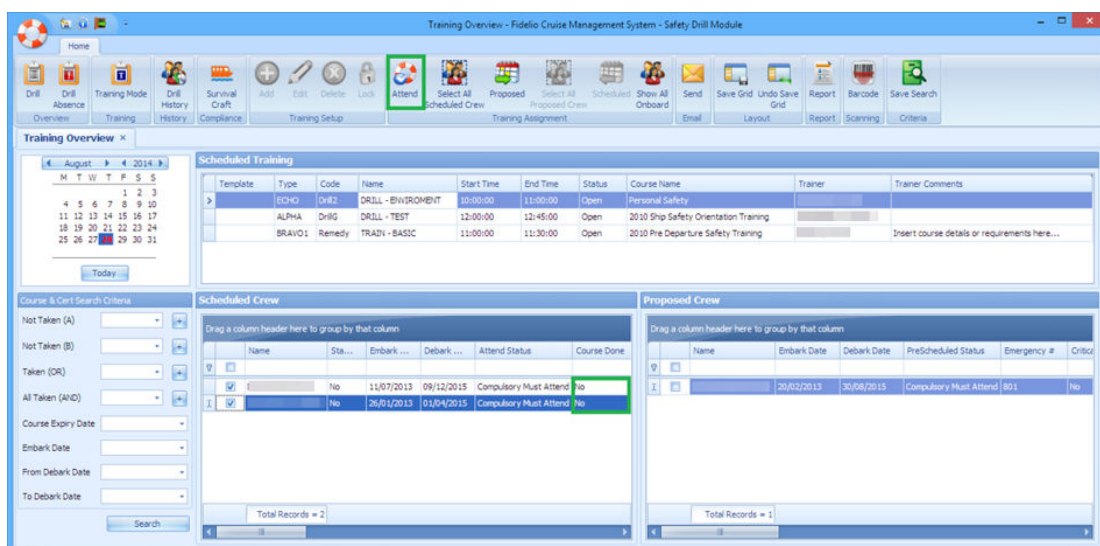 Training Overview - Fidelio Cruise Management System - Safety Drill Module
Home
Drill
Drill Absence
Training Mode
Drill History
Survival Craft
Add
Edit
Delete
Lock
Attend
Select All Scheduled Crew
Proposed
Select All Proposed Crew
Scheduled
Show All Onboard
Send
Save Grid
Undo Save Grid
Report
Barcode
Save Search
Overview
Training
History
Compliance
Training Setup
Training Assignment
Email
Layout
Report
Scanning
Criteria
Training Overview ×
August 2014
M T W T F S S
1 2 3
4 5 6 7 8 9 10
11 12 13 14 15 16 17
18 19 20 21 22 23 24
25 26 27 28 29 30 31
Today
Scheduled Training
Template Type Code Name Start Time End Time Status Course Name Trainer Trainer Comments
ECHO Drill2 DRILL - ENVIROMENT 10:00:00 11:00:00 Open Personal Safety
ALPHA DrillG DRILL - TEST 12:00:00 12:45:00 Open 2010 Ship Safety Orientation Training
BRAVO1 Remedy TRAIN - BASIC 11:00:00 11:30:00 Open 2010 Pre Departure Safety Training Insert course details or requirements here...
Course & Cert Search Criteria
Not Taken (A)
Not Taken (B)
Taken (OR)
All Taken (AND)
Course Expiry Date
Embark Date
From Debark Date
To Debark Date
Search
Scheduled Crew
Drag a column header here to group by that column
Name Sta... Embark ... Debark ... Attend Status Course Done
No 11/07/2013 09/12/2015 Compulsory Must Attend No
No 26/01/2013 01/04/2015 Compulsory Must Attend No
Total Records = 2
Proposed Crew
Drag a column header here to group by that column
Name Embark Date Debark Date PreScheduled Status Emergency # Critica
20/02/2013 30/08/2015 Compulsory Must Attend 801 No
Total Records = 1